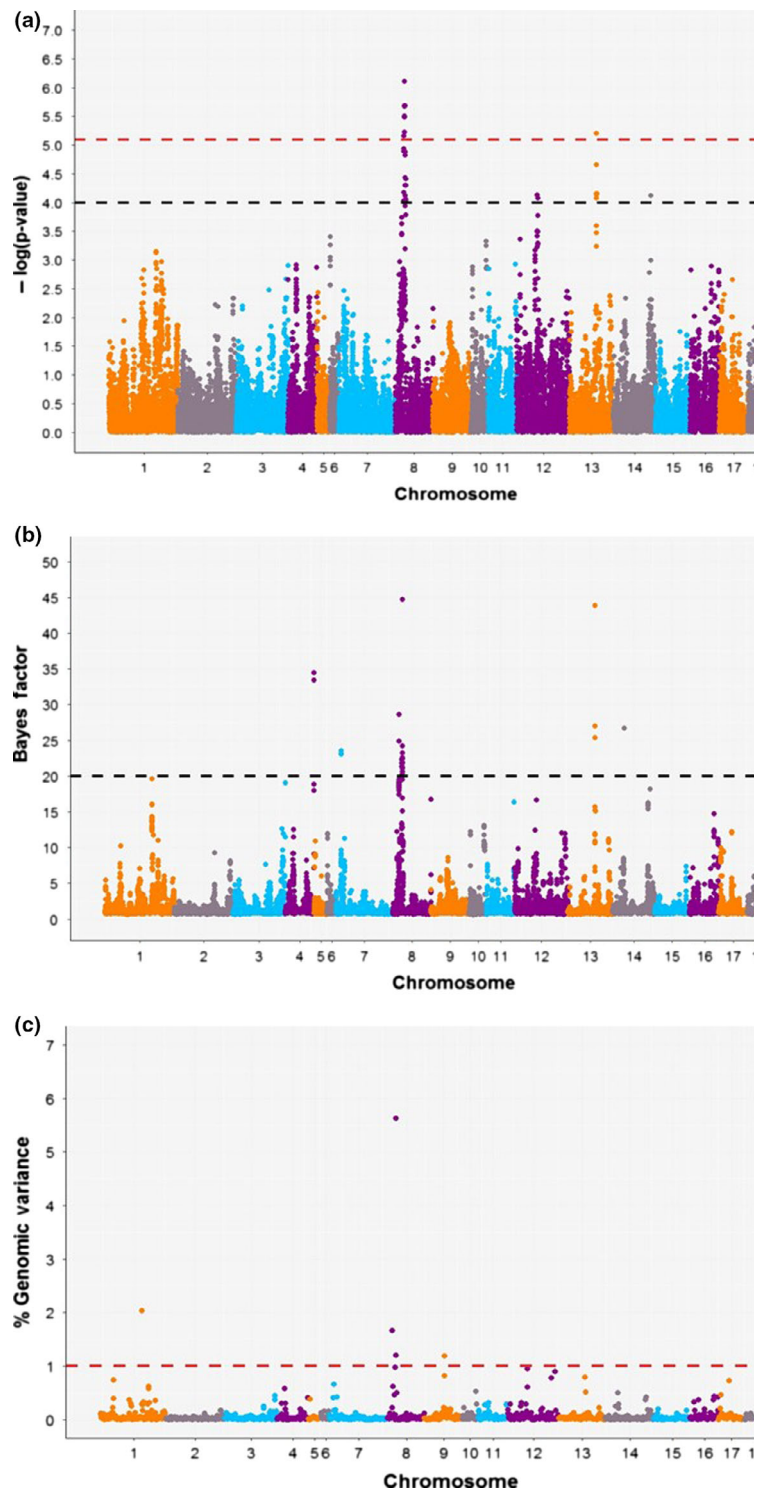 (a)
7.0
6.5
6.0
5.5
5.0
4.5
4.0
3.5
3.0
2.5
2.0
1.5
1.0
0.5
0.0
– log(p-value)
1 2 3 4 5 6 7 8 9 10 11 12 13 14 15 16 17 1
Chromosome
(b)
50
45
40
35
30
25
20
15
10
5
0
Bayes factor
1 2 3 4 5 6 7 8 9 10 11 12 13 14 15 16 17 1
Chromosome
(c)
7
6
5
4
3
2
1
0
% Genomic variance
1 2 3 4 5 6 7 8 9 10 11 12 13 14 15 16 17 1
Chromosome